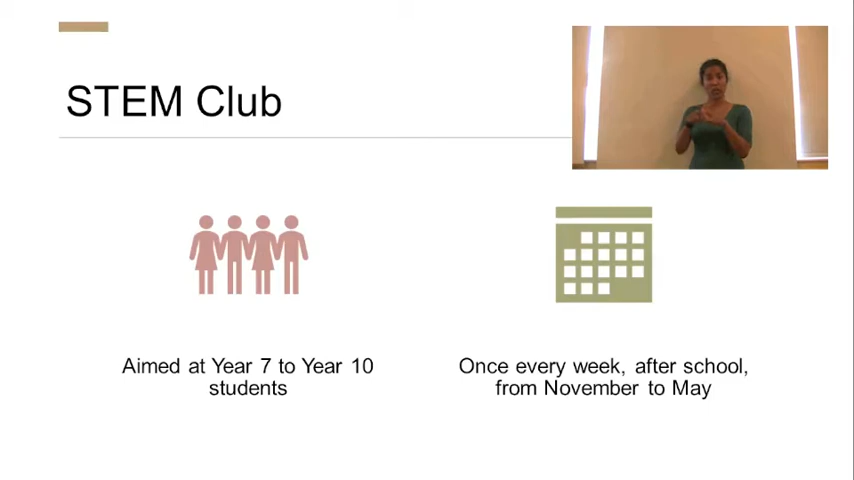 STEM Club
Aimed at Year 7 to Year 10
students
Once every week, after school,
from November to May